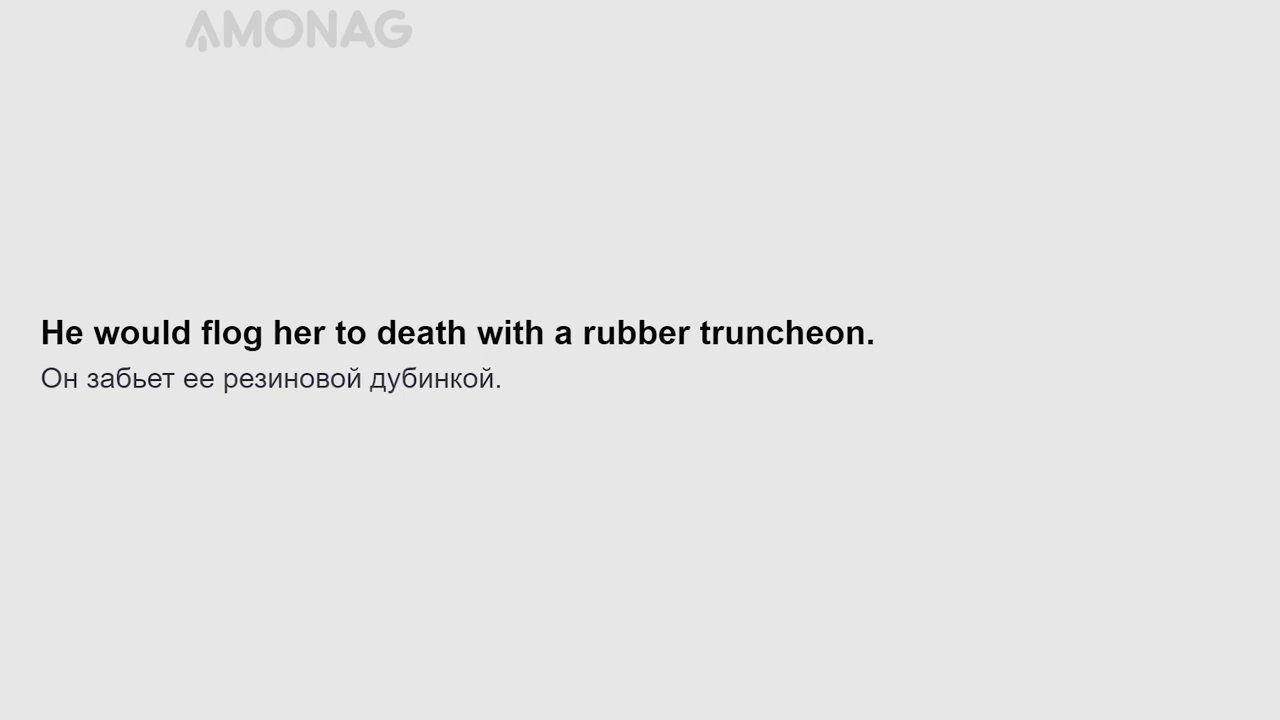 AMONAG
He would flog her to death with a rubber truncheon.
Он забьет ее резиновой дубинкой.